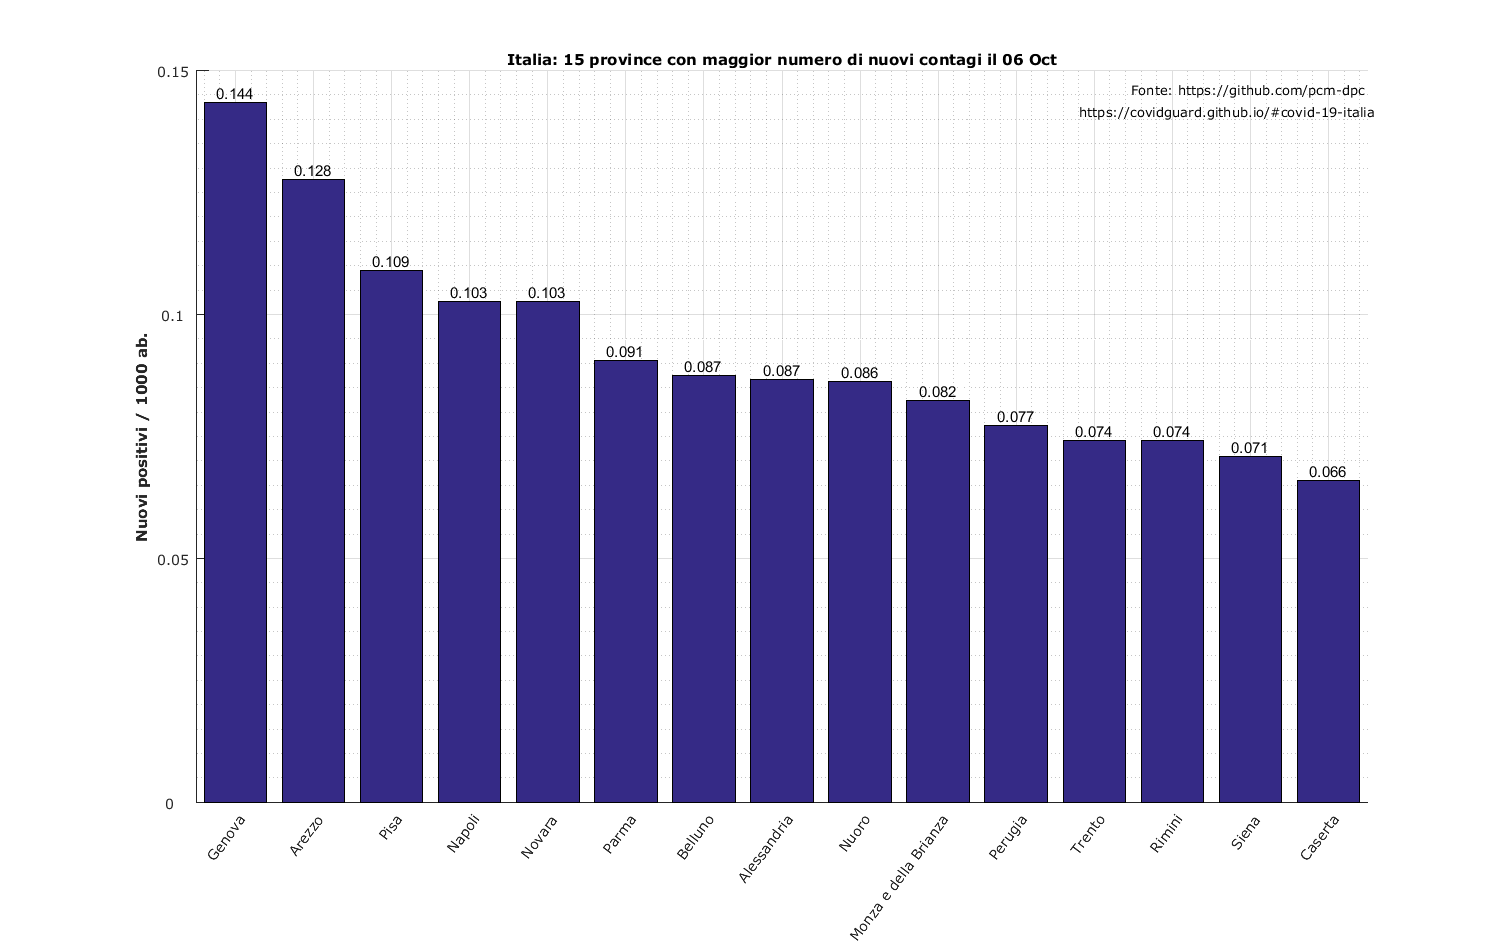 Italia: 15 province con maggior numero di nuovi contagi il 06 Oct
Fonte: https://github.com/pcm-dpc
https://covidguard.github.io/#covid-19-italia
Nuovi positivi / 1000 ab.
0.15
0.1
0.05
0
0.144
0.128
0.109
0.103
0.103
0.091
0.087
0.087
0.086
0.082
0.077
0.074
0.074
0.071
0.066
Genova
Arezzo
Pisa
Napoli
Novara
Parma
Belluno
Alessandria
Nuoro
Monza e della Brianza
Perugia
Trento
Rimini
Siena
Caserta